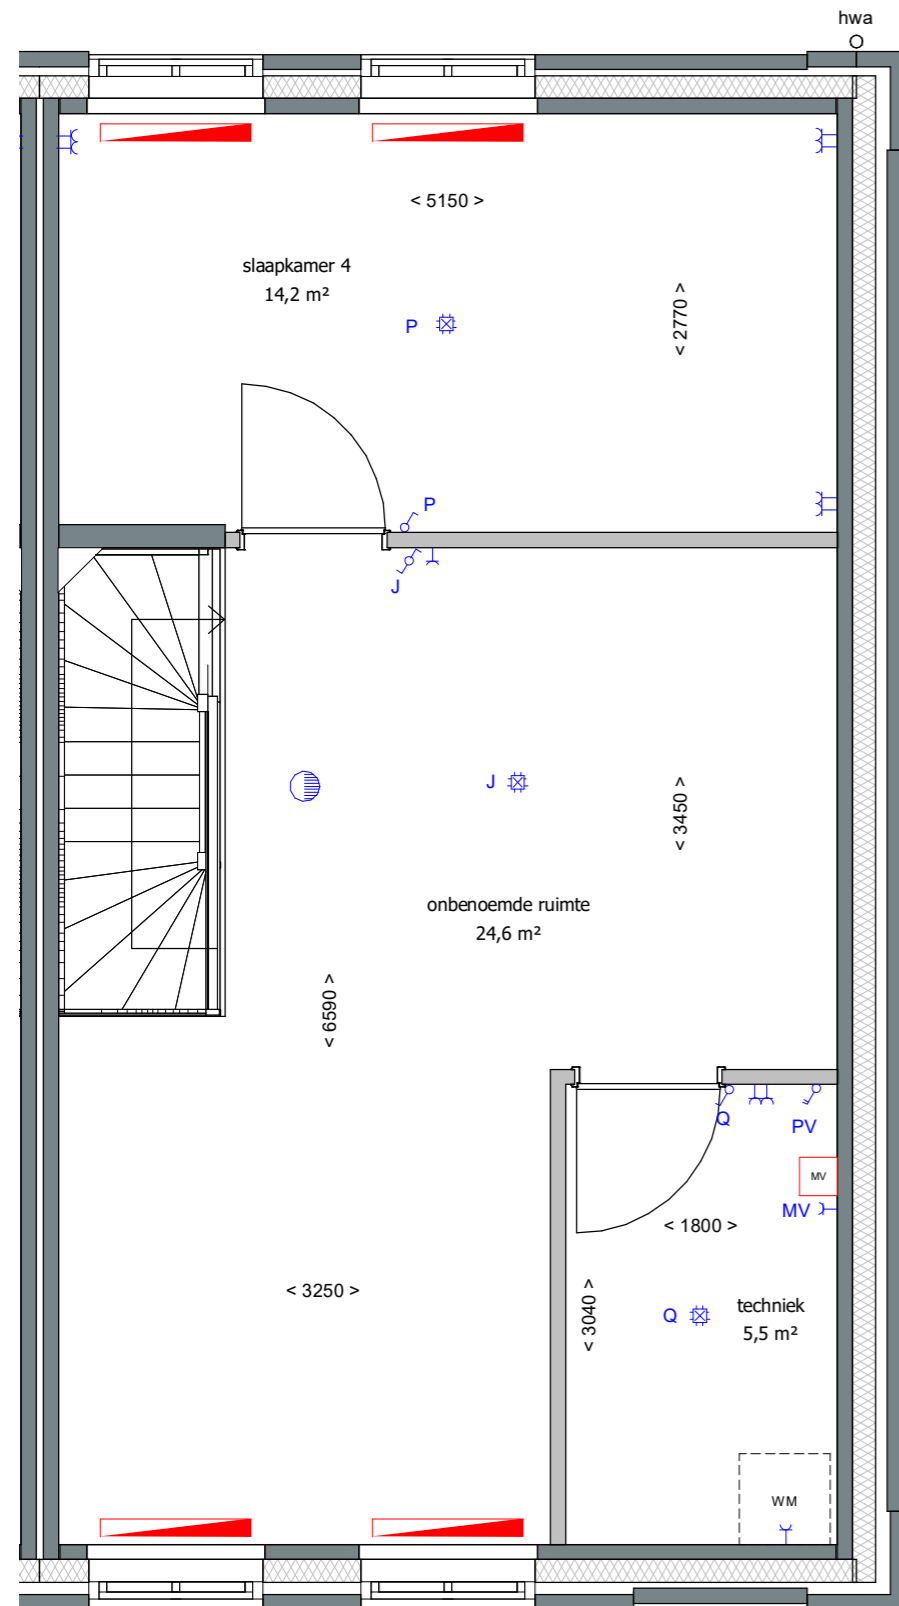 hwa
< 5150 >
slaapkamer 4
14,2 m²
< 2770 >
P
P
J
J
< 3450 >
onbenoemde ruimte
24,6 m²
< 6590 >
Q
PV
MV
MV
< 1800 >
< 3250 >
< 3040 >
techniek
5,5 m²
Q
WM